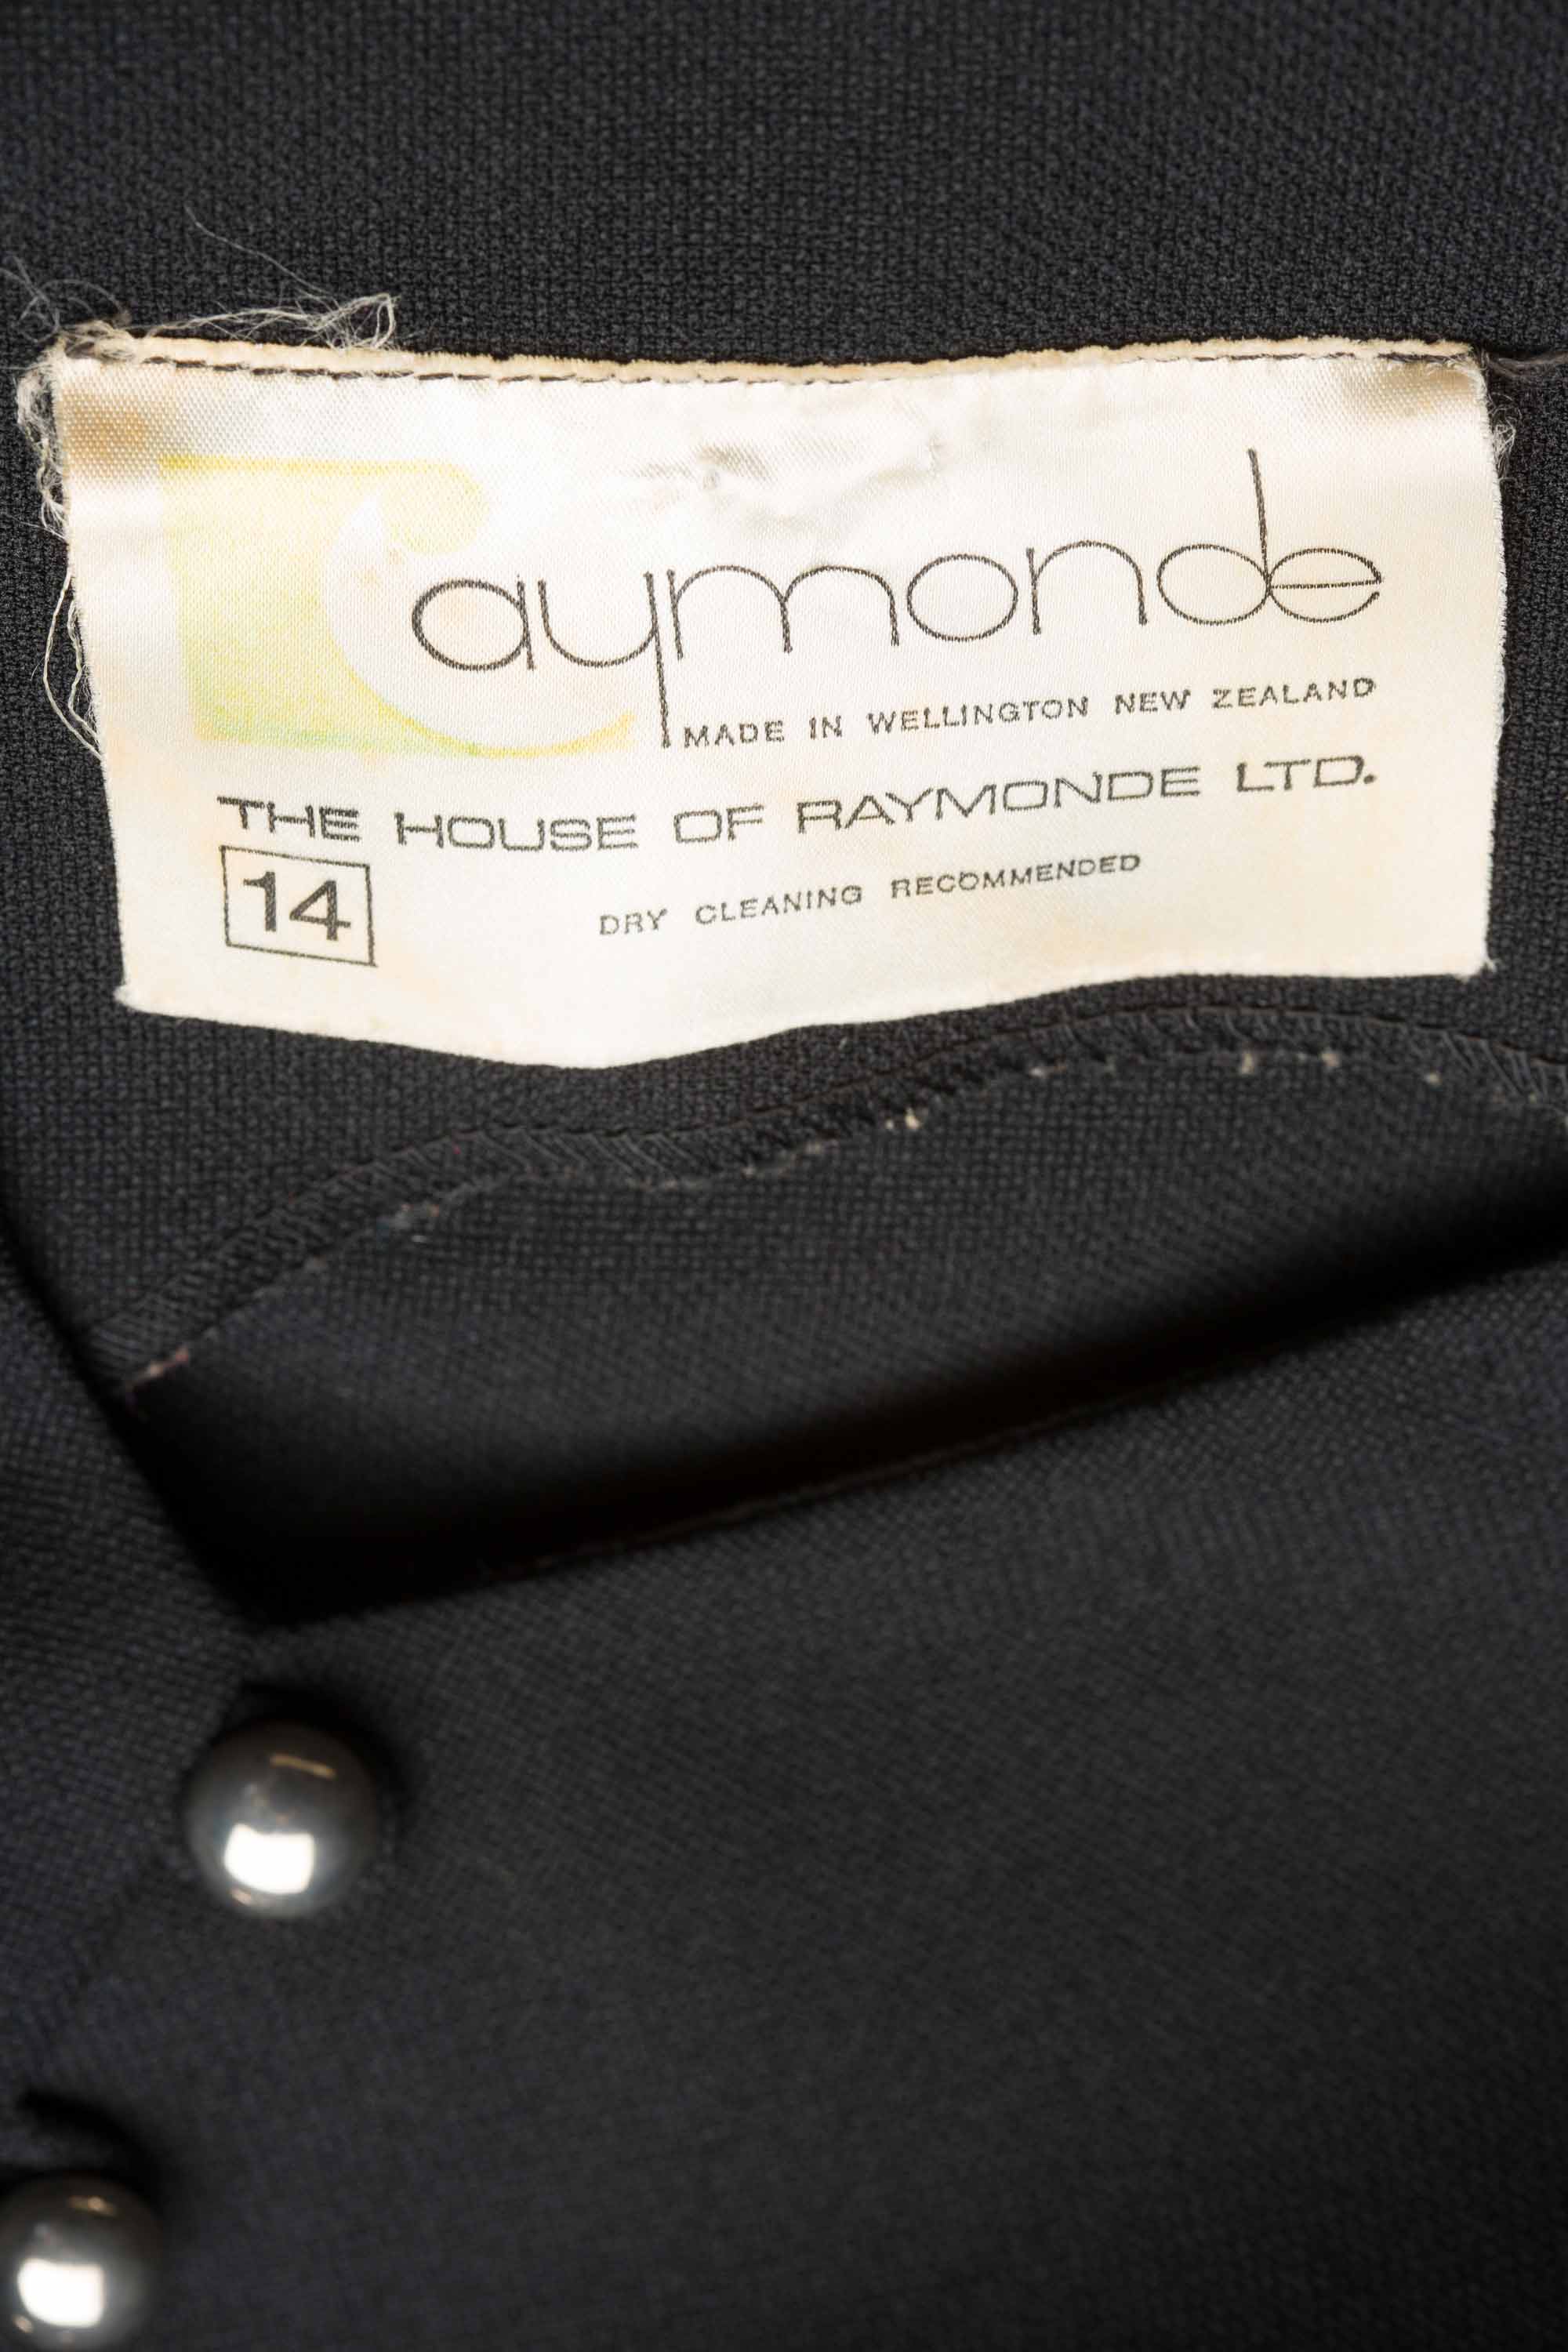 raymonde
MADE IN WELLINGTON NEW ZEALAND
THE HOUSE OF RAYMONDE LTD.
14
DRY CLEANING RECOMMENDED